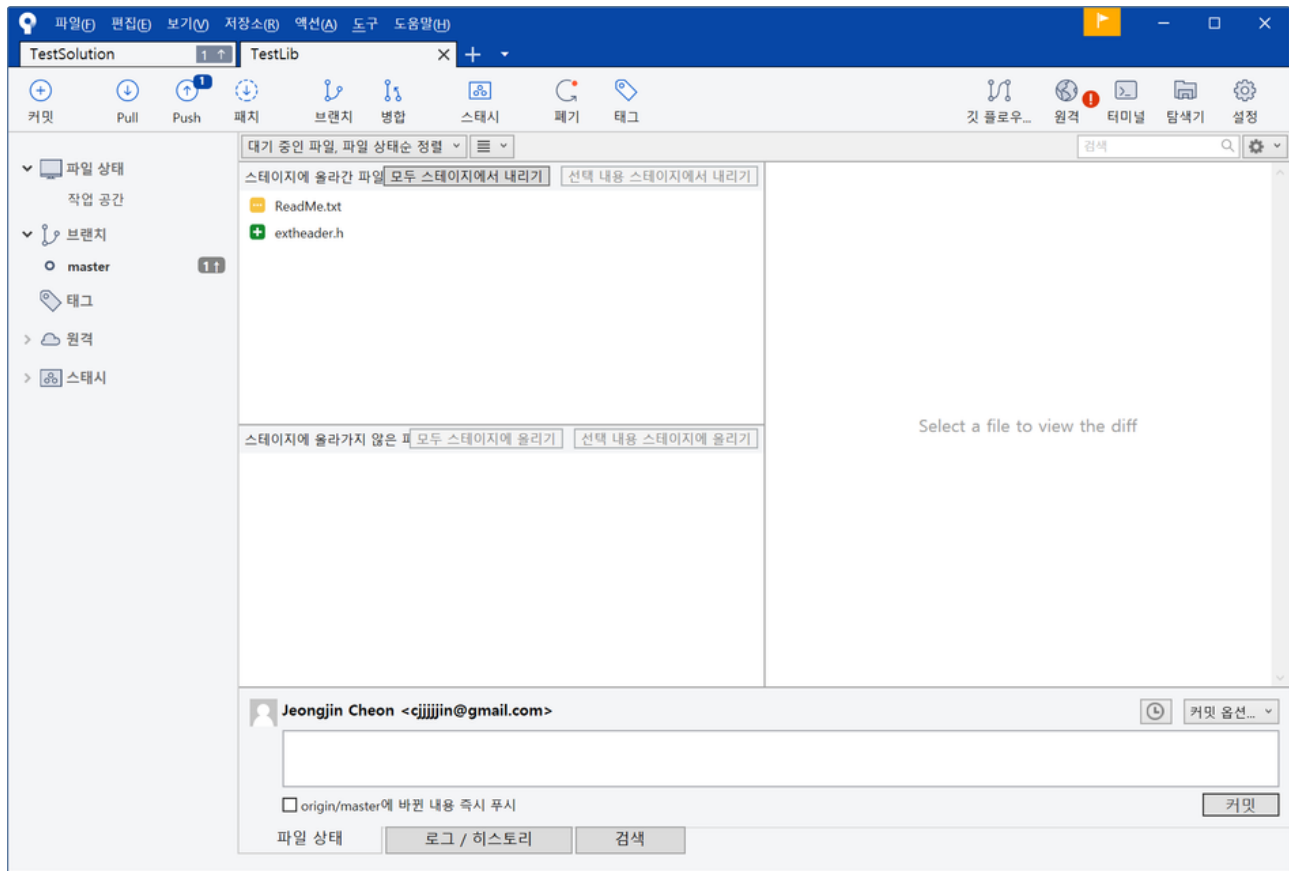 파일(F) 편집(E) 보기(V) 저장소(R) 액션(A) 도구 도움말(H)
TestSolution 1 ↑ TestLib
커밋 Pull 1 Push 패치 브랜치 병합 스태시 폐기 태그 깃 플로우... 원격 터미널 탐색기 설정
대기 중인 파일, 파일 상태순 정렬 검색
파일 상태
작업 공간
브랜치
master 1↑
태그
원격
스태시
스테이지에 올라간 파일 모두 스테이지에서 내리기 선택 내용 스테이지에서 내리기
ReadMe.txt
extheader.h
스테이지에 올라가지 않은 모두 스테이지에 올리기 선택 내용 스테이지에 올리기
Select a file to view the diff
Jeongjin Cheon <cjjjjjin@gmail.com> 커밋 옵션...
origin/master에 바뀐 내용 즉시 푸시 커밋
파일 상태 로그 / 히스토리 검색